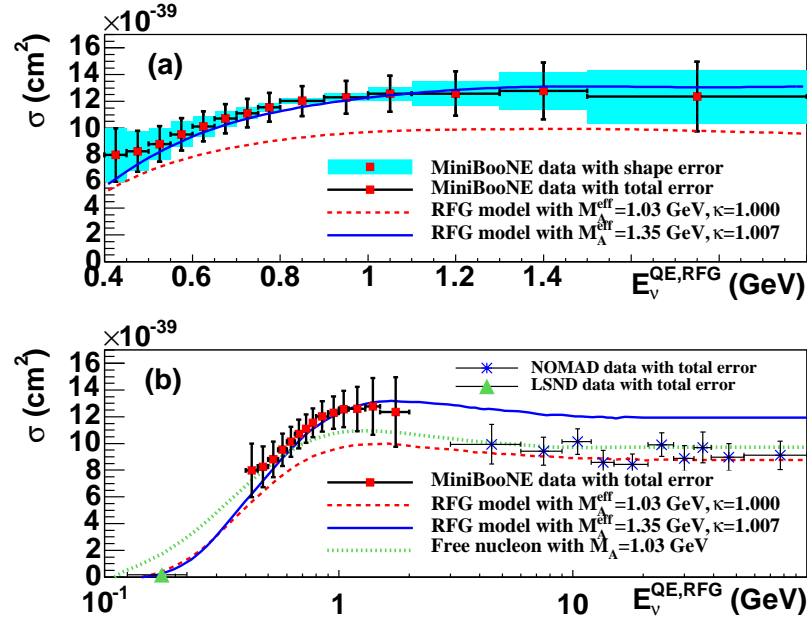 ×10⁻³⁹
σ (cm²)
16
14
12
10
8
6
4
2
0
(a)
MiniBooNE data with shape error
MiniBooNE data with total error
RFG model with M_A^eff=1.03 GeV,κ=1.000
RFG model with M_A^eff=1.35 GeV,κ=1.007
0.4 0.6 0.8 1 1.2 1.4
E_ν^QE,RFG (GeV)
×10⁻³⁹
σ (cm²)
16
14
12
10
8
6
4
2
0
(b)
NOMAD data with total error
LSND data with total error
MiniBooNE data with total error
RFG model with M_A^eff=1.03 GeV,κ=1.000
RFG model with M_A^eff=1.35 GeV,κ=1.007
Free nucleon with M_A=1.03 GeV
10⁻¹ 1 10
E_ν^QE,RFG (GeV)